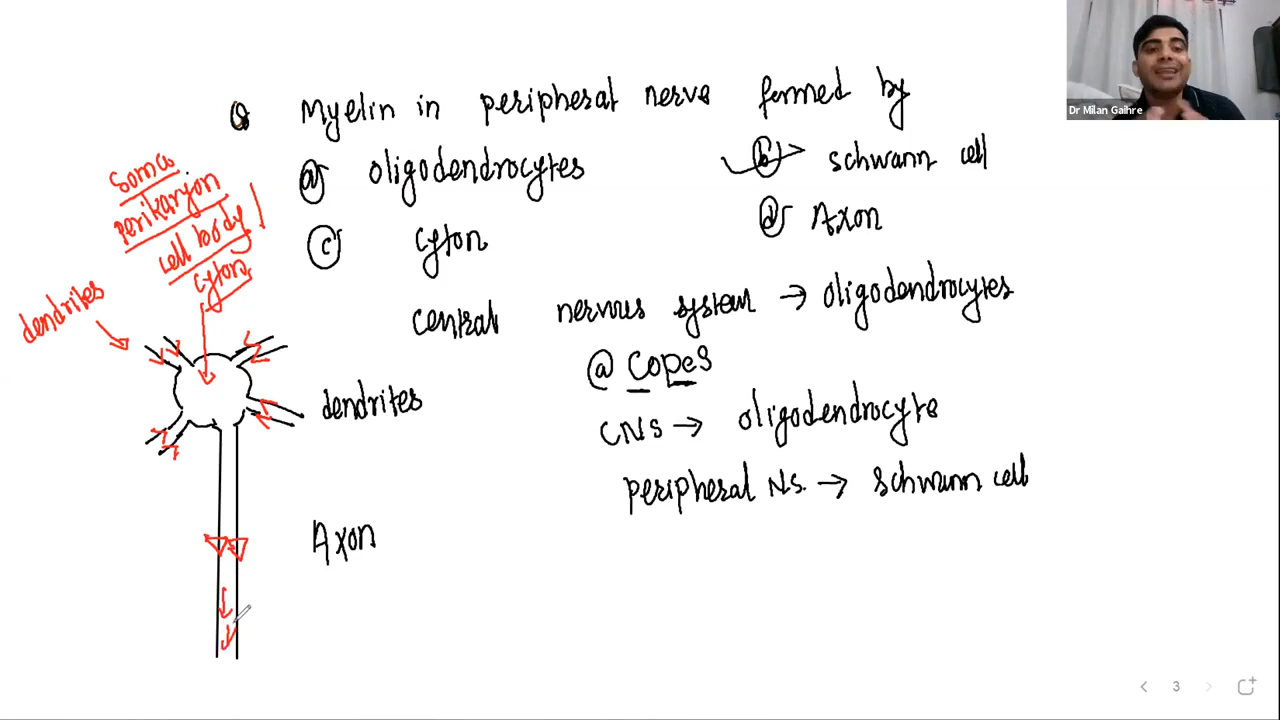 Q Myelin in peripheral nerve formed by
a) oligodendrocytes
b) schwann cell
c) cyton
d) Axon
central nervous system → oligodendrocytes
@ COPeS
CNS → oligodendrocyte
peripheral N.S. → schwann cell
Soma
perikaryon
cell body
cyton
dendrites
dendrites
Axon
Dr Milan Gaihre
3